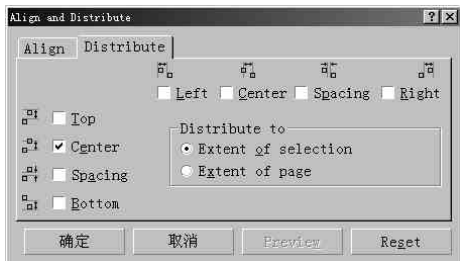 Align and Distribute
Align Distribute
Left Center Spacing Right
Top
Center
Spacing
Bottom
Distribute to
Extent of selection
Extent of page
确定 取消 Preview Reset